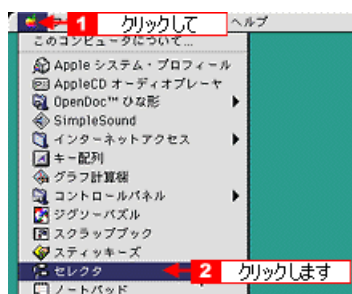 1 クリックして
ヘルプ
このコンピュータについて...
Apple システム・プロフィール
AppleCD オーディオプレーヤ
OpenDoc™ ひな形
SimpleSound
インターネットアクセス
キー配列
グラフ計算機
コントロールパネル
ジグソーパズル
スクラップブック
スティッキーズ
セレクタ
2 クリックします
ノートパッド